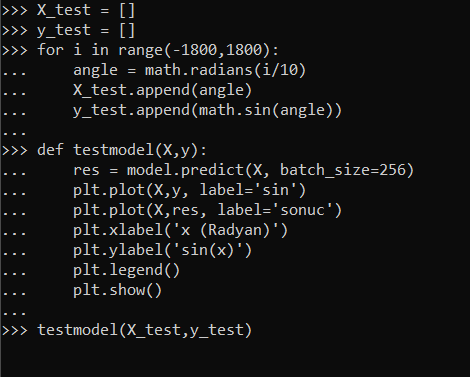 >>> X_test = []
>>> y_test = []
>>> for i in range(-1800,1800):
...     angle = math.radians(i/10)
...     X_test.append(angle)
...     y_test.append(math.sin(angle))
...
>>> def testmodel(X,y):
...     res = model.predict(X, batch_size=256)
...     plt.plot(X,y, label='sin')
...     plt.plot(X,res, label='sonuc')
...     plt.xlabel('x (Radyan)')
...     plt.ylabel('sin(x)')
...     plt.legend()
...     plt.show()
...
>>> testmodel(X_test,y_test)